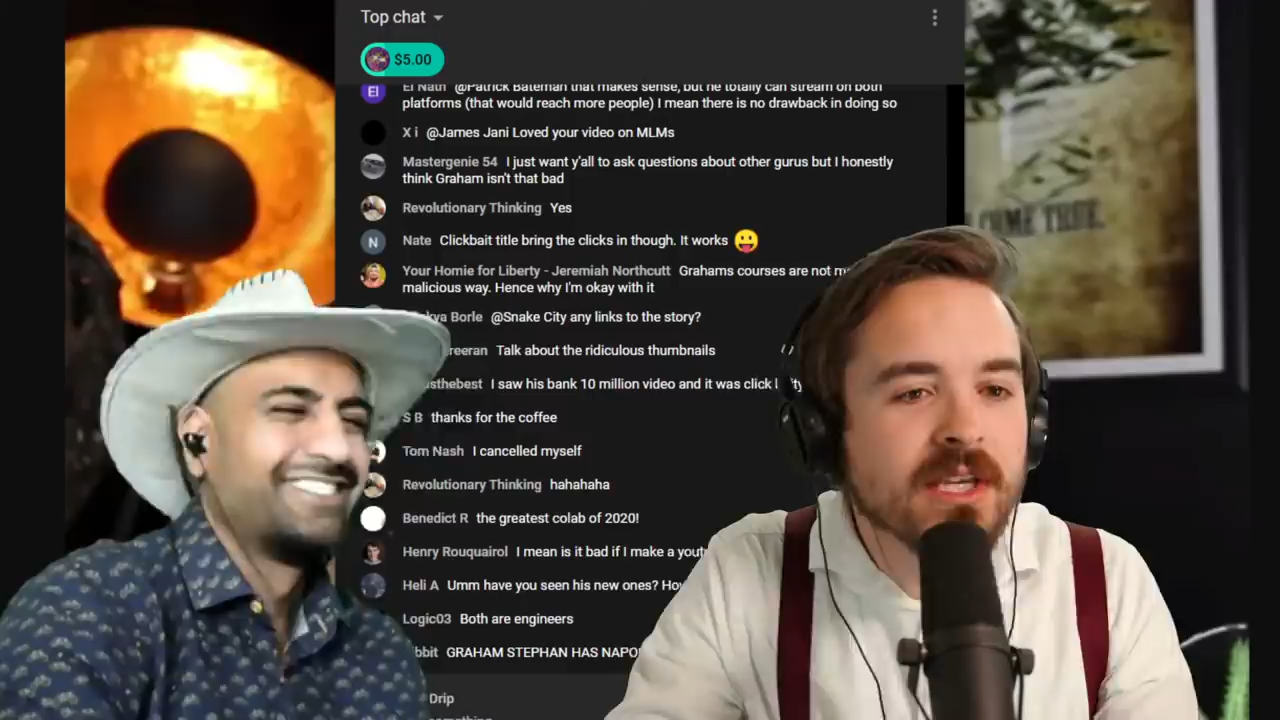 Top chat
$5.00
El Nath @Patrick Bateman that makes sense, but he totally can stream on both
platforms (that would reach more people) I mean there is no drawback in doing so
X i @James Jani Loved your video on MLMs
Mastergenie 54 I just want y'all to ask questions about other gurus but I honestly
think Graham isn't that bad
Revolutionary Thinking Yes
N Nate Clickbait title bring the clicks in though. It works
Your Homie for Liberty - Jeremiah Northcutt Grahams courses are not
malicious way. Hence why I'm okay with it
Borle @Snake City any links to the story?
Talk about the ridiculous thumbnails
I saw his bank 10 million video and it was click
S B thanks for the coffee
Tom Nash I cancelled myself
Revolutionary Thinking hahahaha
Benedict R the greatest colab of 2020!
Henry Rouquairol I mean is it bad if I make a
Heli A Umm have you seen his new ones?
Logic03 Both are engineers
GRAHAM STEPHAN HAS
Drip
COME TRUE.